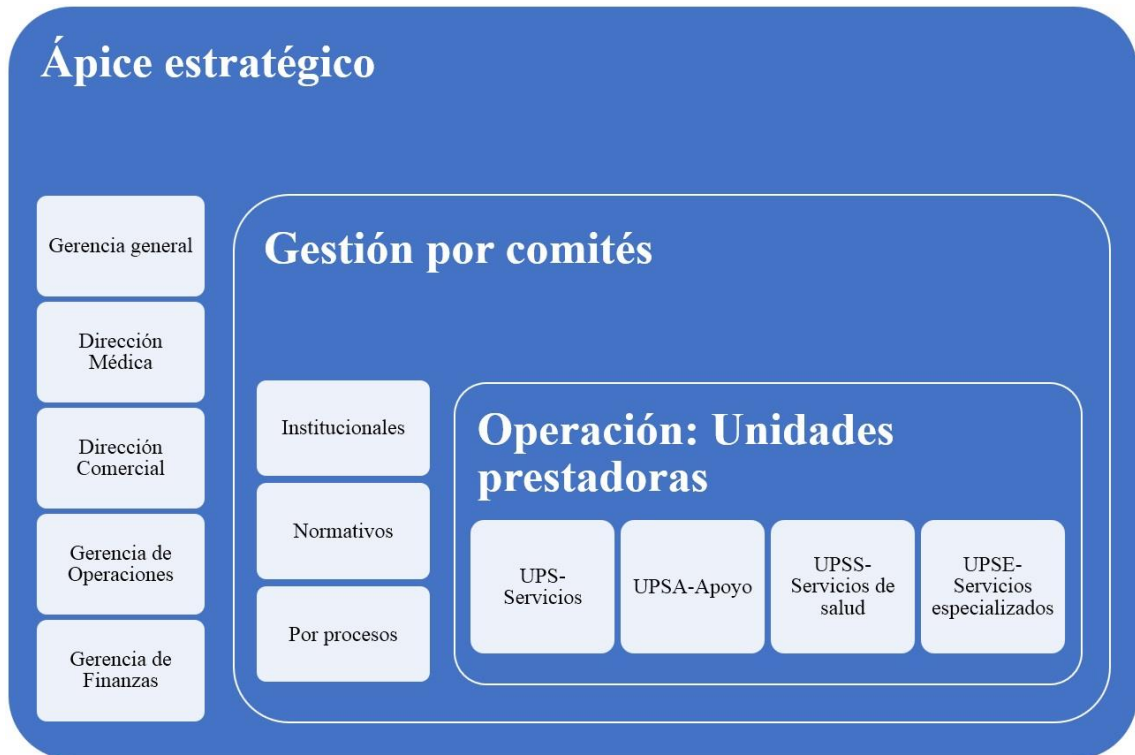 Ápice estratégico
Gerencia general
Dirección
Médica
Dirección
Comercial
Gerencia de
Operaciones
Gerencia de
Finanzas
Gestión por comités
Institucionales
Normativos
Por procesos
Operación: Unidades
prestadoras
UPS-
Servicios
UPSA-Apoyo
UPSS-
Servicios de
salud
UPSE-
Servicios
especializados